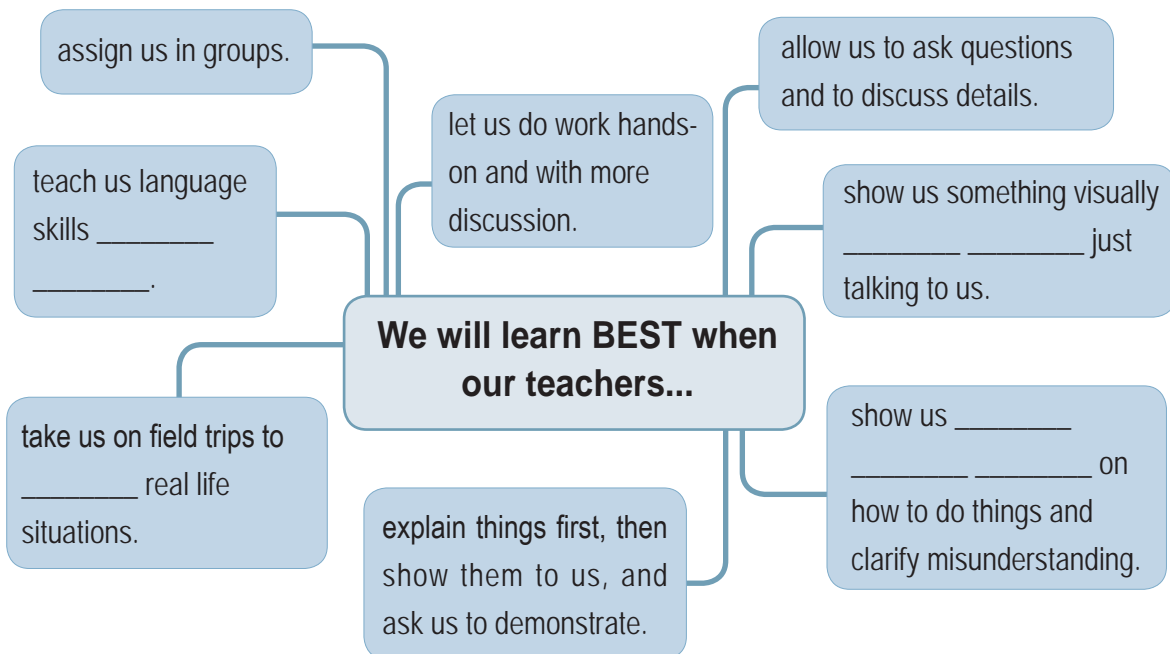 assign us in groups.
let us do work hands-
on and with more
discussion.
allow us to ask questions
and to discuss details.
teach us language
skills ________
________.
show us something visually
________ ________ just
talking to us.
We will learn BEST when
our teachers...
take us on field trips to
________ real life
situations.
explain things first, then
show them to us, and
ask us to demonstrate.
show us ________
________ ________ on
how to do things and
clarify misunderstanding.